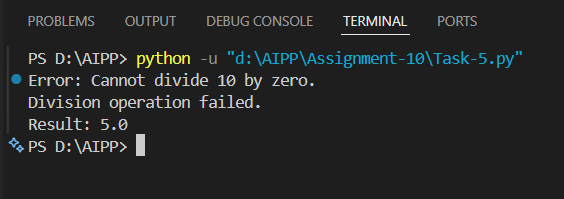 PROBLEMS OUTPUT DEBUG CONSOLE TERMINAL PORTS
PS D:\AIPP> python -u "d:\AIPP\Assignment-10\Task-5.py"
Error: Cannot divide 10 by zero.
Division operation failed.
Result: 5.0
PS D:\AIPP>